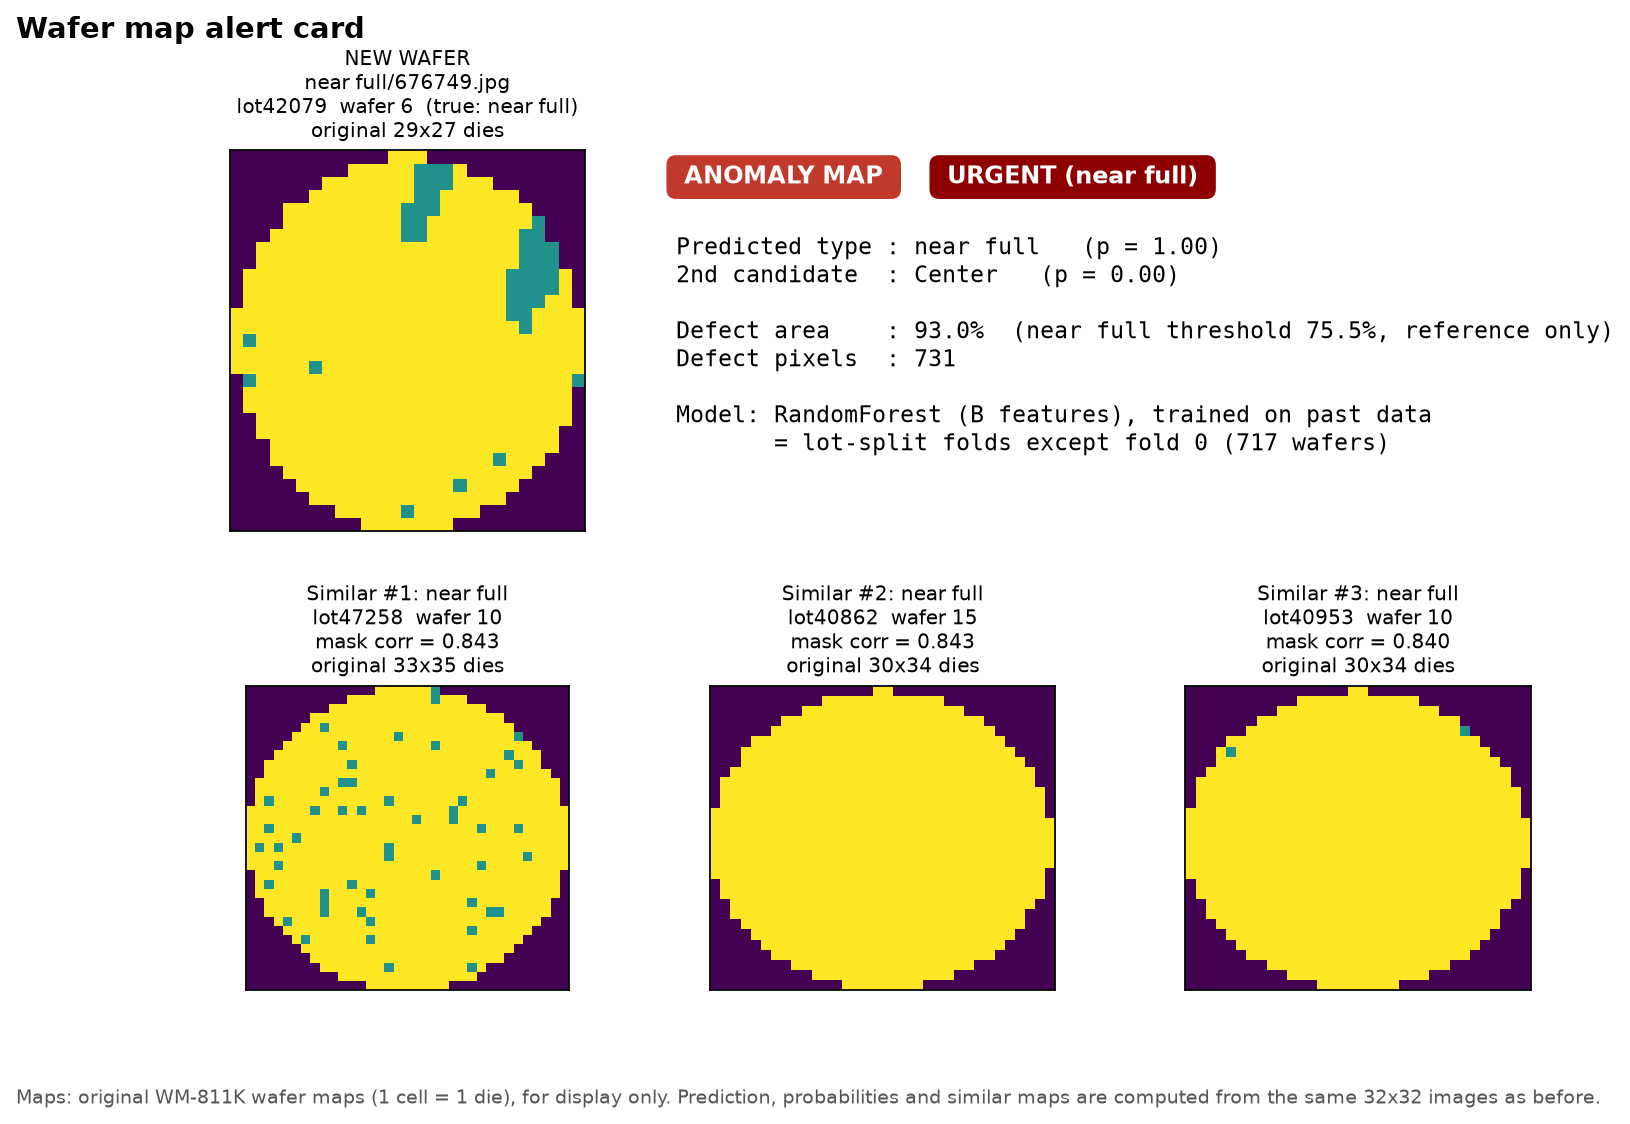 Wafer map alert card
NEW WAFER
near full/676749.jpg
lot42079  wafer 6  (true: near full)
original 29x27 dies
ANOMALY MAP
URGENT (near full)
Predicted type : near full   (p = 1.00)
2nd candidate  : Center   (p = 0.00)
Defect area    : 93.0%  (near full threshold 75.5%, reference only)
Defect pixels  : 731
Model: RandomForest (B features), trained on past data
= lot-split folds except fold 0 (717 wafers)
Similar #1: near full
lot47258  wafer 10
mask corr = 0.843
original 33x35 dies
Similar #2: near full
lot40862  wafer 15
mask corr = 0.843
original 30x34 dies
Similar #3: near full
lot40953  wafer 10
mask corr = 0.840
original 30x34 dies
Maps: original WM-811K wafer maps (1 cell = 1 die), for display only. Prediction, probabilities and similar maps are computed from the same 32x32 images as before.